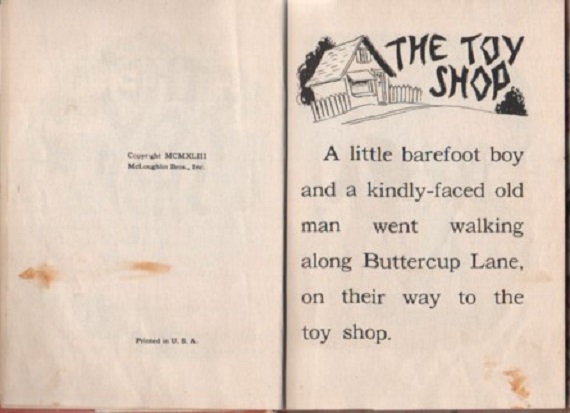 Copyright MCMXLIII
McLoughlin Bros., Inc.
Printed in U. S. A.
THE TOY
SHOP
A little barefoot boy
and a kindly-faced old
man went walking
along Buttercup Lane,
on their way to the
toy shop.